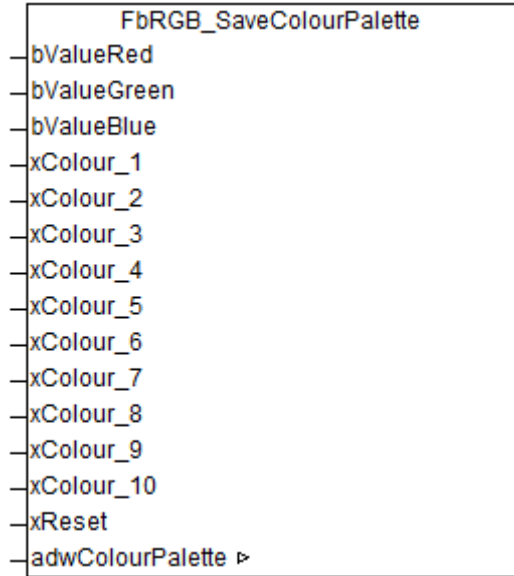 FbRGB_SaveColourPalette
bValueRed
bValueGreen
bValueBlue
xColour_1
xColour_2
xColour_3
xColour_4
xColour_5
xColour_6
xColour_7
xColour_8
xColour_9
xColour_10
xReset
adwColourPalette ▹